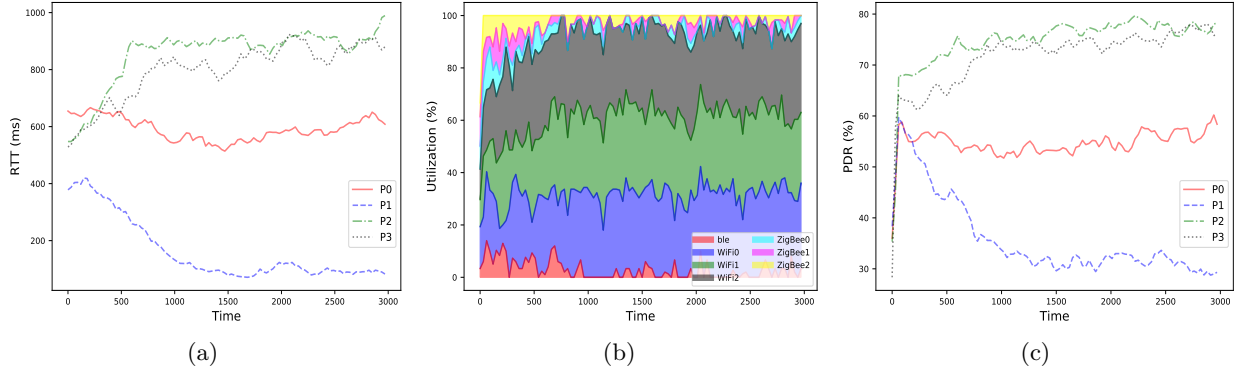 1000
800
600
400
200
RTT (ms)
0 500 1000 1500 2000 2500 3000
Time
P0
P1
P2
P3
(a)
100
80
60
40
20
0
Utilization (%)
0 500 1000 1500 2000 2500 3000
Time
ble
WiFi0
WiFi1
WiFi2
ZigBee0
ZigBee1
ZigBee2
(b)
80
70
60
50
40
30
PDR (%)
0 500 1000 1500 2000 2500 3000
Time
P0
P1
P2
P3
(c)